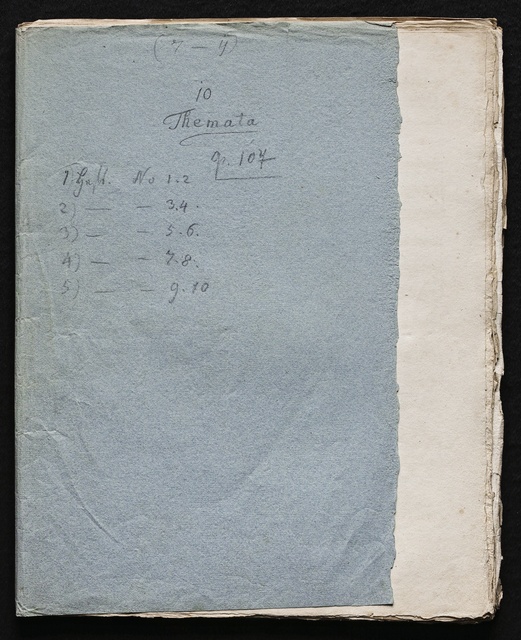 10
Themata
op. 107
1 Heft. No 1.2
2) — — 3.4.
3) — — 5.6.
4) — — 7.8.
5) — — 9.10